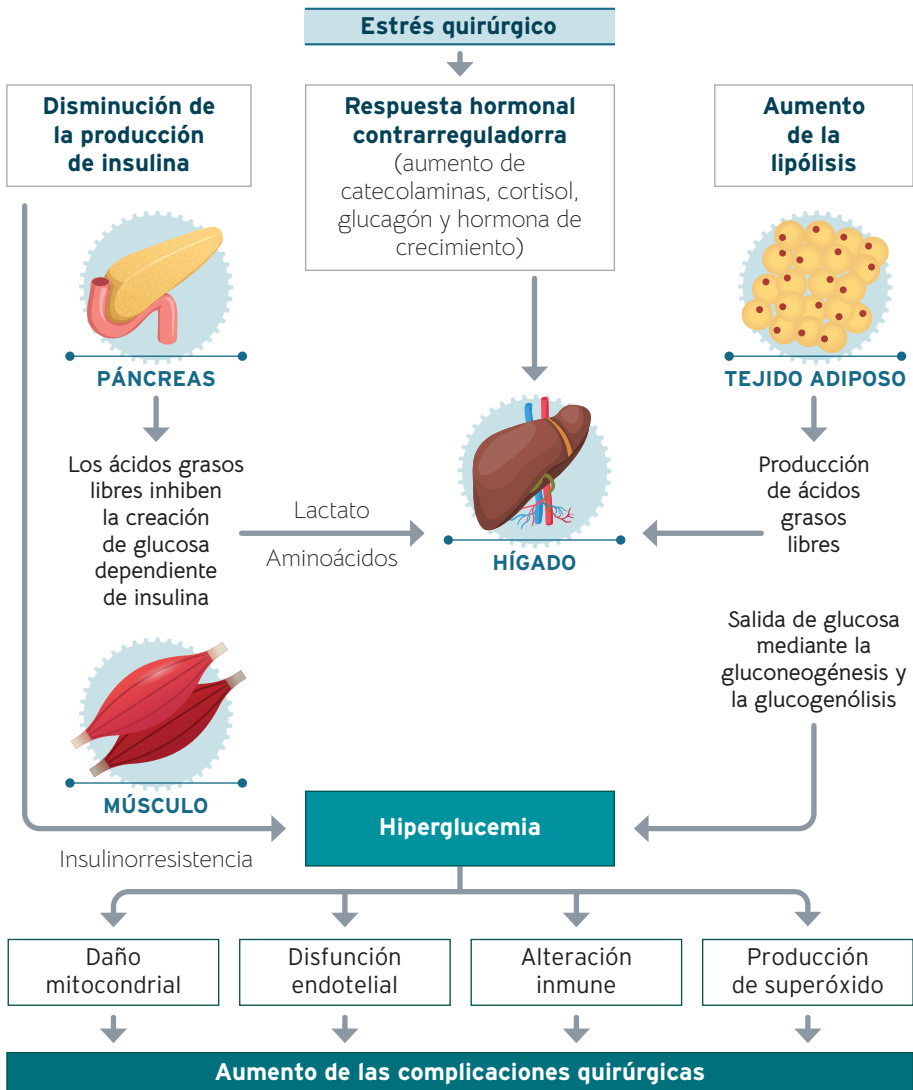 Estrés quirúrgico
Disminución de
la producción
de insulina
Respuesta hormonal
contrarreguladorra
(aumento de
catecolaminas, cortisol,
glucagón y hormona de
crecimiento)
Aumento
de la
lipólisis
PÁNCREAS
TEJIDO ADIPOSO
Los ácidos grasos
libres inhiben
la creación
de glucosa
dependiente
de insulina
Lactato
Aminoácidos
HÍGADO
Producción
de ácidos
grasos
libres
Salida de glucosa
mediante la
gluconeogénesis y
la glucogenólisis
MÚSCULO
Hiperglucemia
Insulinorresistencia
Daño
mitocondrial
Disfunción
endotelial
Alteración
inmune
Producción
de superóxido
Aumento de las complicaciones quirúrgicas